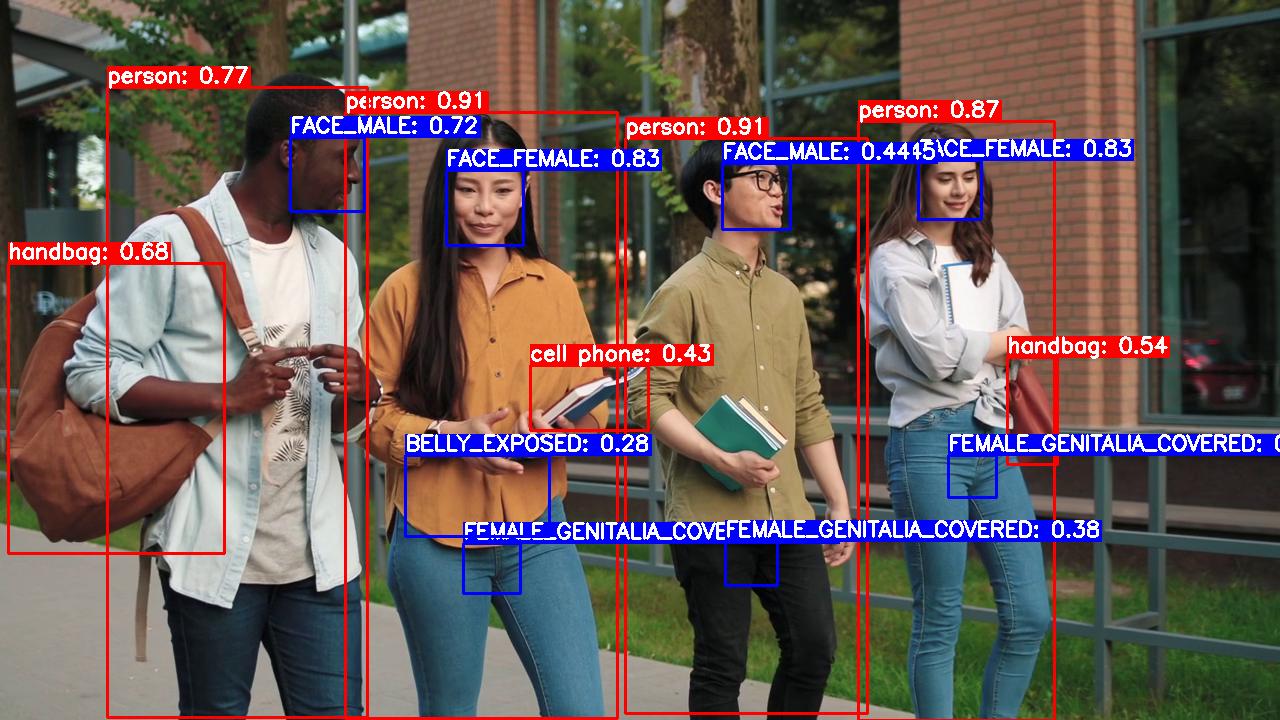 person: 0.77
person: 0.91
person: 0.87
FACE_MALE: 0.72
person: 0.91
FACE_FEMALE: 0.83
FACE_MALE: 0.44
FACE_FEMALE: 0.83
handbag: 0.68
cell phone: 0.43
handbag: 0.54
BELLY_EXPOSED: 0.28
FEMALE_GENITALIA_COVERED: 0
FEMALE_GENITALIA_COVE
FEMALE_GENITALIA_COVERED: 0.38